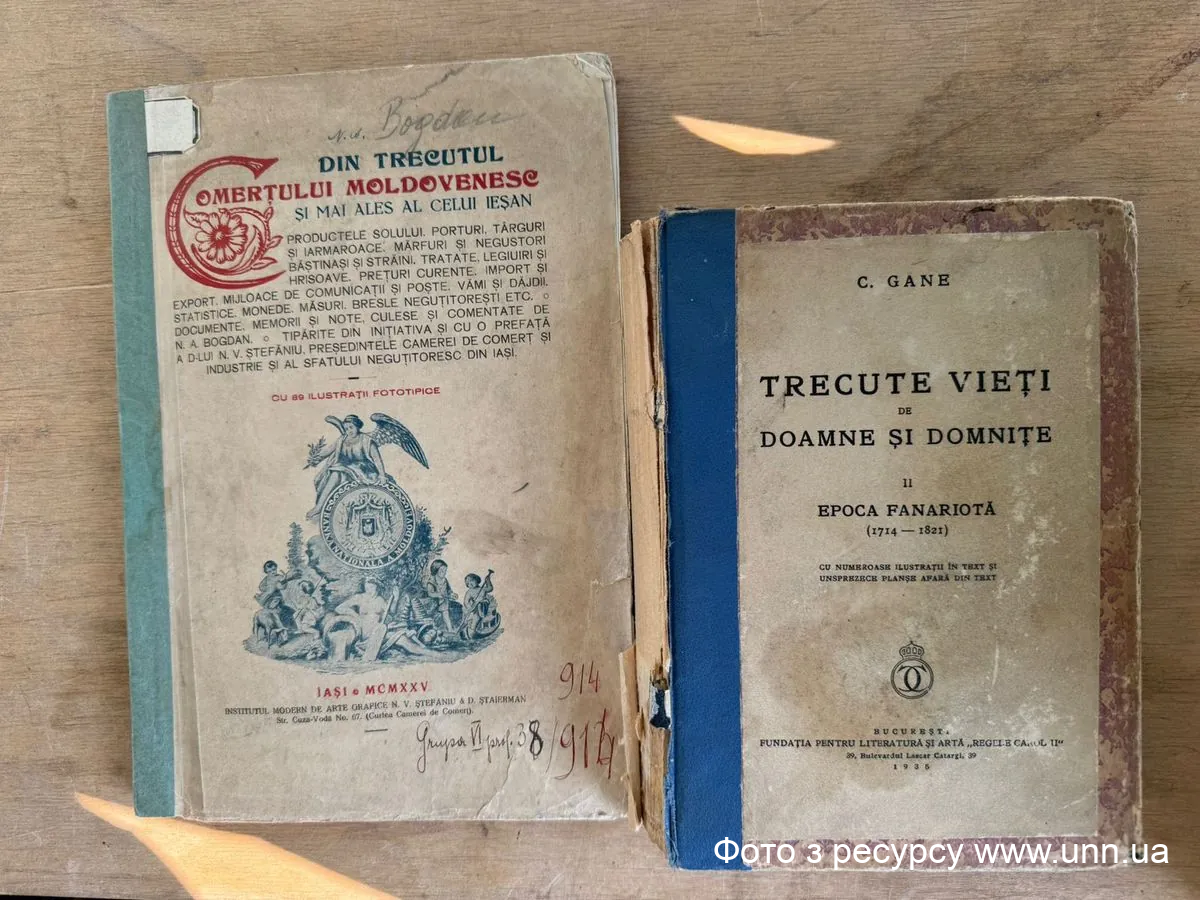 N. A. Bogdan
DIN TRECUTUL
COMERȚULUI MOLDOVENESC
ȘI MAI ALES AL CELUI IEȘAN
PRODUCTELE SOLULUI. PORTURI, TÂRGURI
ȘI IARMAROACE. MĂRFURI ȘI NEGUSTORI
BĂȘTINAȘI ȘI STRĂINI. TRATATE, LEGIUIRI ȘI
HRISOAVE. PREȚURI CURENTE. IMPORT ȘI
EXPORT. MIJLOACE DE COMUNICAȚII ȘI POȘTE. VĂMI ȘI DĂJDII.
STATISTICE. MONEDE. MĂSURI. BRESLE NEGUȚITOREȘTI ETC. o
DOCUMENTE, MEMORII ȘI NOTE, CULESE ȘI COMENTATE DE
N. A. BOGDAN. o TIPĂRITE DIN INIȚIATIVA ȘI CU O PREFAȚĂ
A D-LUI N. V. ȘTEFĂNIU, PREȘEDINTELE CAMEREI DE COMERȚ ȘI
INDUSTRIE ȘI AL SFATULUI NEGUȚITORESC DIN IAȘI.
CU 89 ILUSTRAȚII FOTOTIPICE
BANCA NAȚIONALA A MOLDOVEI
IAȘI o MCMXXV
INSTITUTUL MODERN DE ARTE GRAFICE N. V. ȘTEFĂNIU & D. ȘTAIERMAN
Str. Cuza-Vodă No. 67. (Curtea Camerei de Comerț).
914
Grupa VI prof. 38/917
C. GANE
TRECUTE VIEȚI
DE
DOAMNE ȘI DOMNIȚE
II
EPOCA FANARIOTĂ
(1714 — 1821)
CU NUMEROASE ILUSTRAȚII ÎN TEXT ȘI
UNSPREZECE PLANȘE AFARĂ DIN TEXT
BUCUREȘTI
FUNDAȚIA PENTRU LITERATURĂ ȘI ARTĂ „REGELE CAROL II"
39, Bulevardul Lascar Catargi, 39
1935
Фото з ресурсу www.unn.ua